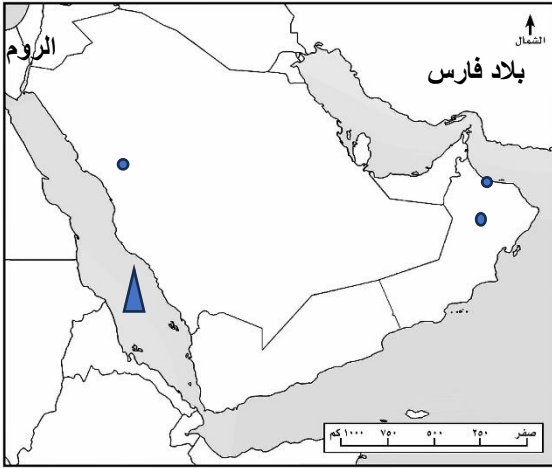 الشمال
الروم
بلاد فارس
صفر ٢٥٠ ٥٠٠ ٧٥٠ ١٠٠٠ كم